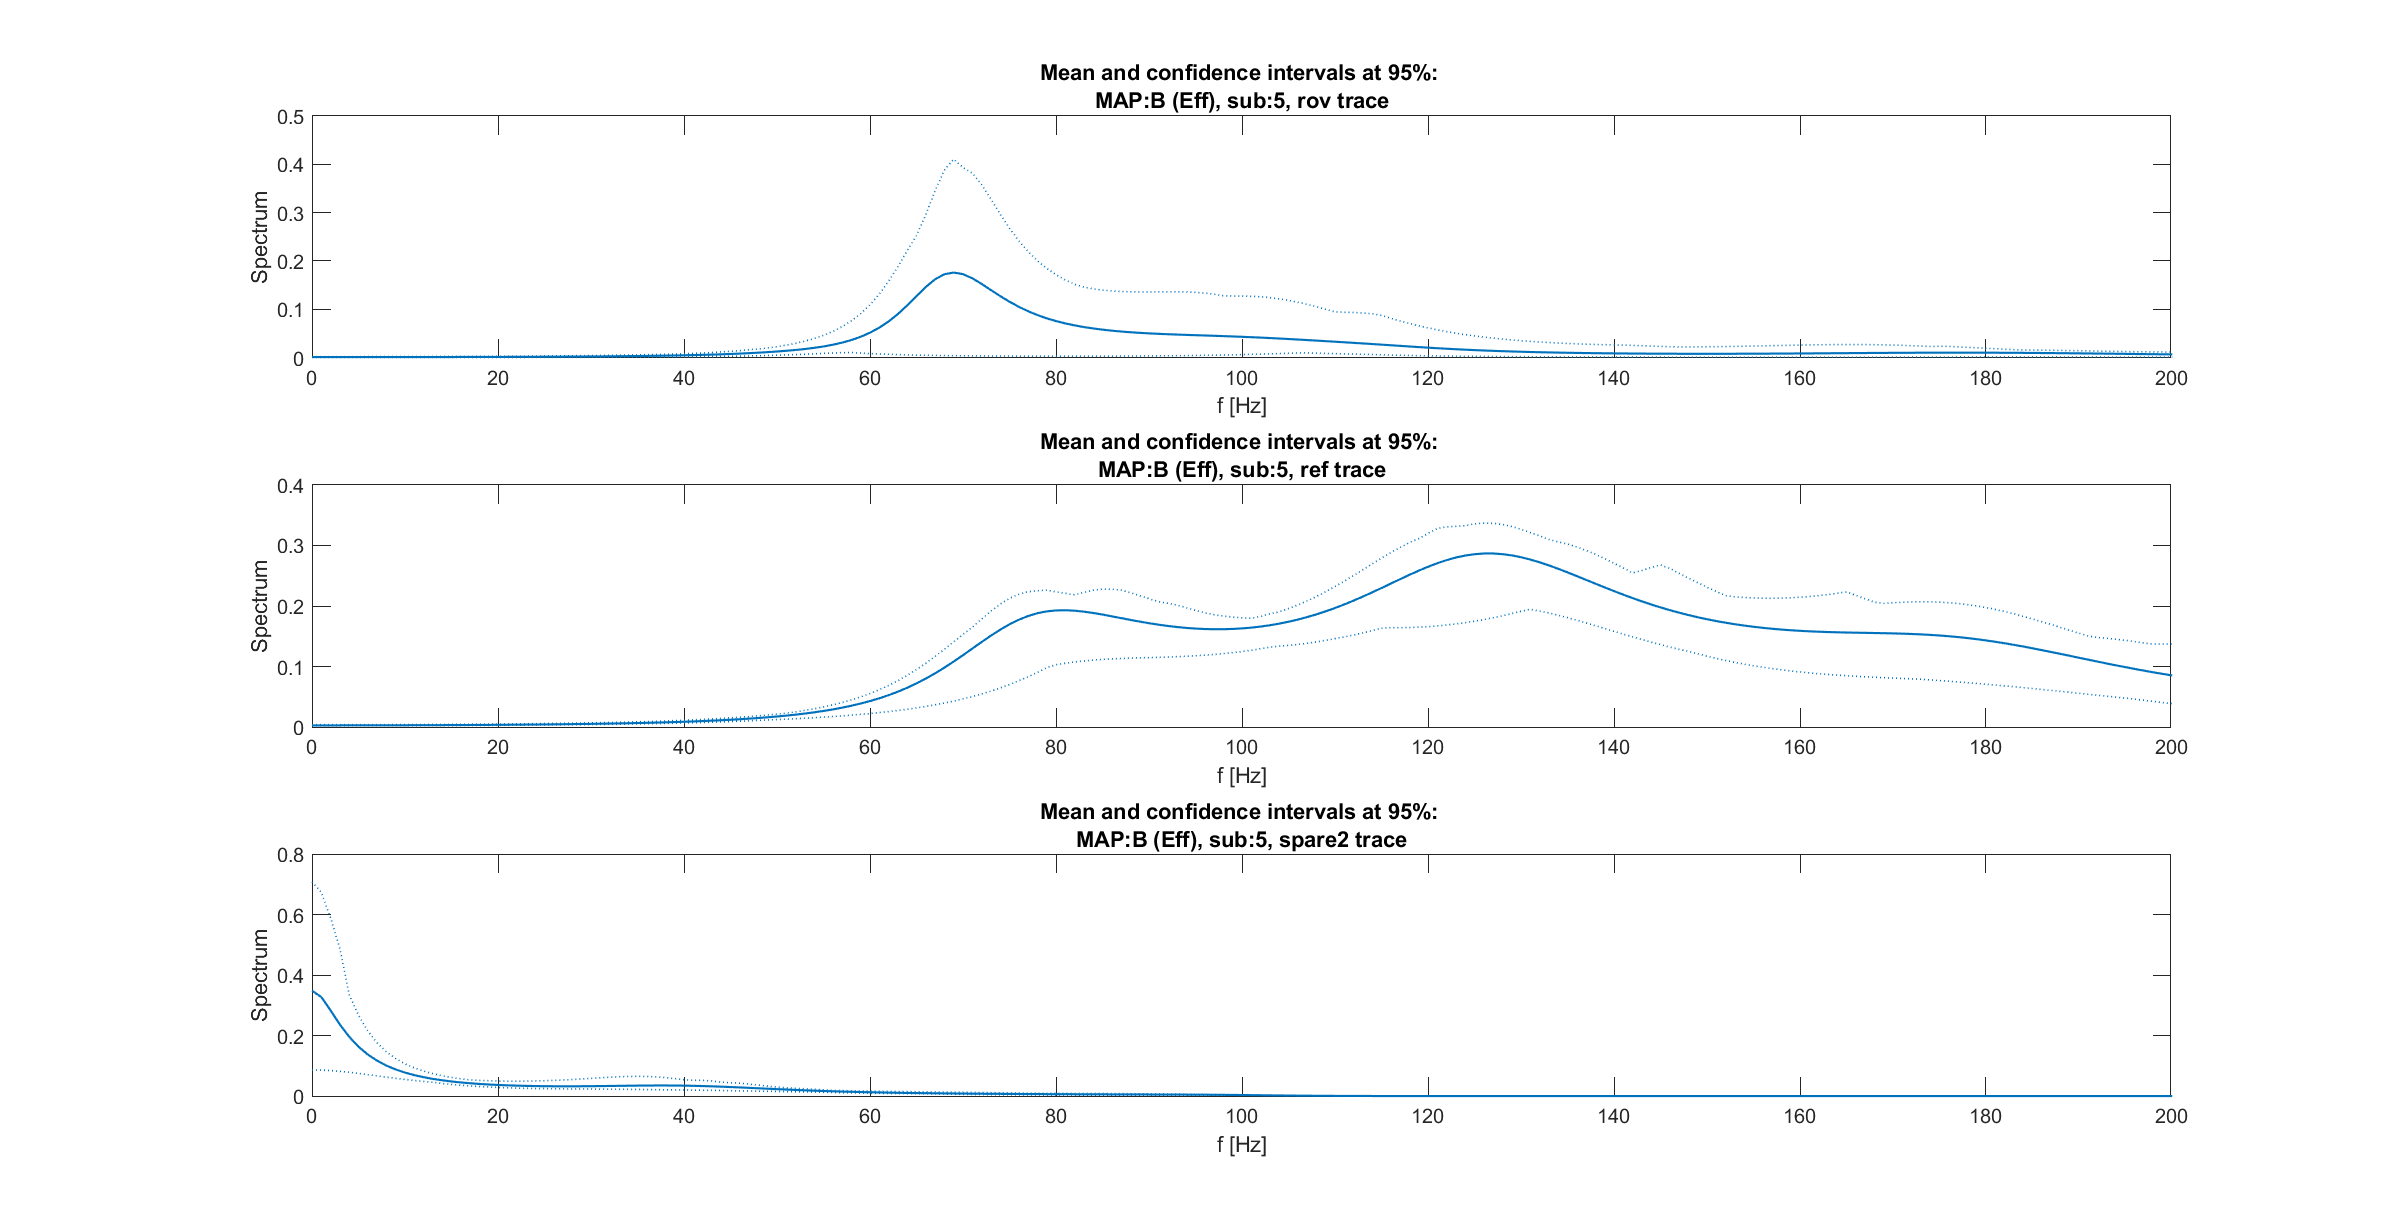 Mean and confidence intervals at 95%:
MAP:B (Eff), sub:5, rov trace
0.5
0.4
0.3
0.2
0.1
0
Spectrum
0 20 40 60 80 100 120 140 160 180 200
f [Hz]
Mean and confidence intervals at 95%:
MAP:B (Eff), sub:5, ref trace
0.4
0.3
0.2
0.1
0
Spectrum
0 20 40 60 80 100 120 140 160 180 200
f [Hz]
Mean and confidence intervals at 95%:
MAP:B (Eff), sub:5, spare2 trace
0.8
0.6
0.4
0.2
0
Spectrum
0 20 40 60 80 100 120 140 160 180 200
f [Hz]